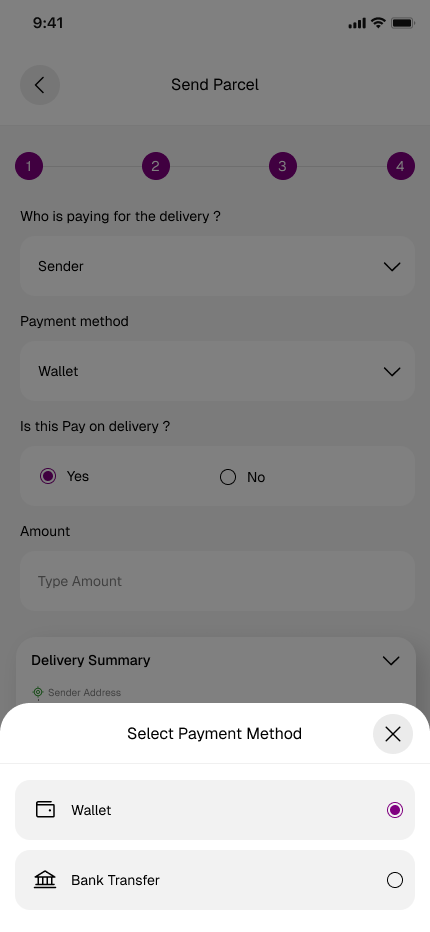 9:41
Send Parcel
1 2 3 4
Who is paying for the delivery ?
Sender
Payment method
Wallet
Is this Pay on delivery ?
Yes No
Amount
Type Amount
Delivery Summary
Sender Address
Select Payment Method
Wallet
Bank Transfer